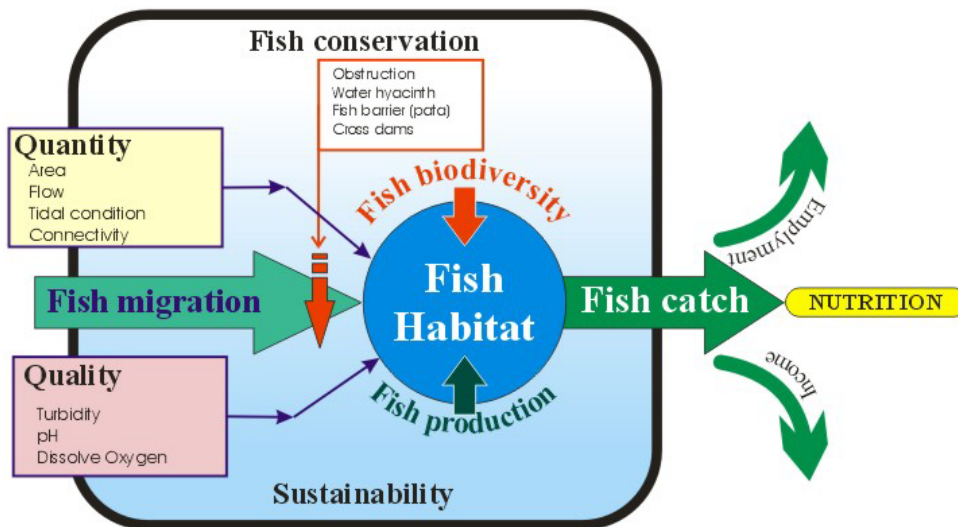 Fish conservation
Obstruction
Water hyacinth
Fish barrier (pata)
Cross dams
Quantity
Area
Flow
Tidal condition
Connectivity
Fish biodiversity
Emplyment
Fish migration
Fish
Habitat
Fish catch
NUTRITION
Quality
Turbidity
pH
Dissolve Oxygen
Fish production
Income
Sustainability